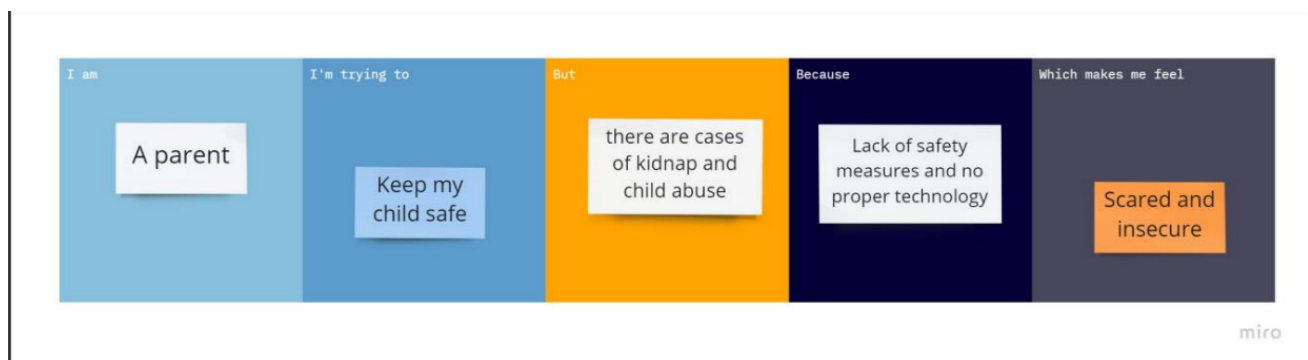 I am
A parent
I'm trying to
Keep my
child safe
But
there are cases
of kidnap and
child abuse
Because
Lack of safety
measures and no
proper technology
Which makes me feel
Scared and
insecure
miro